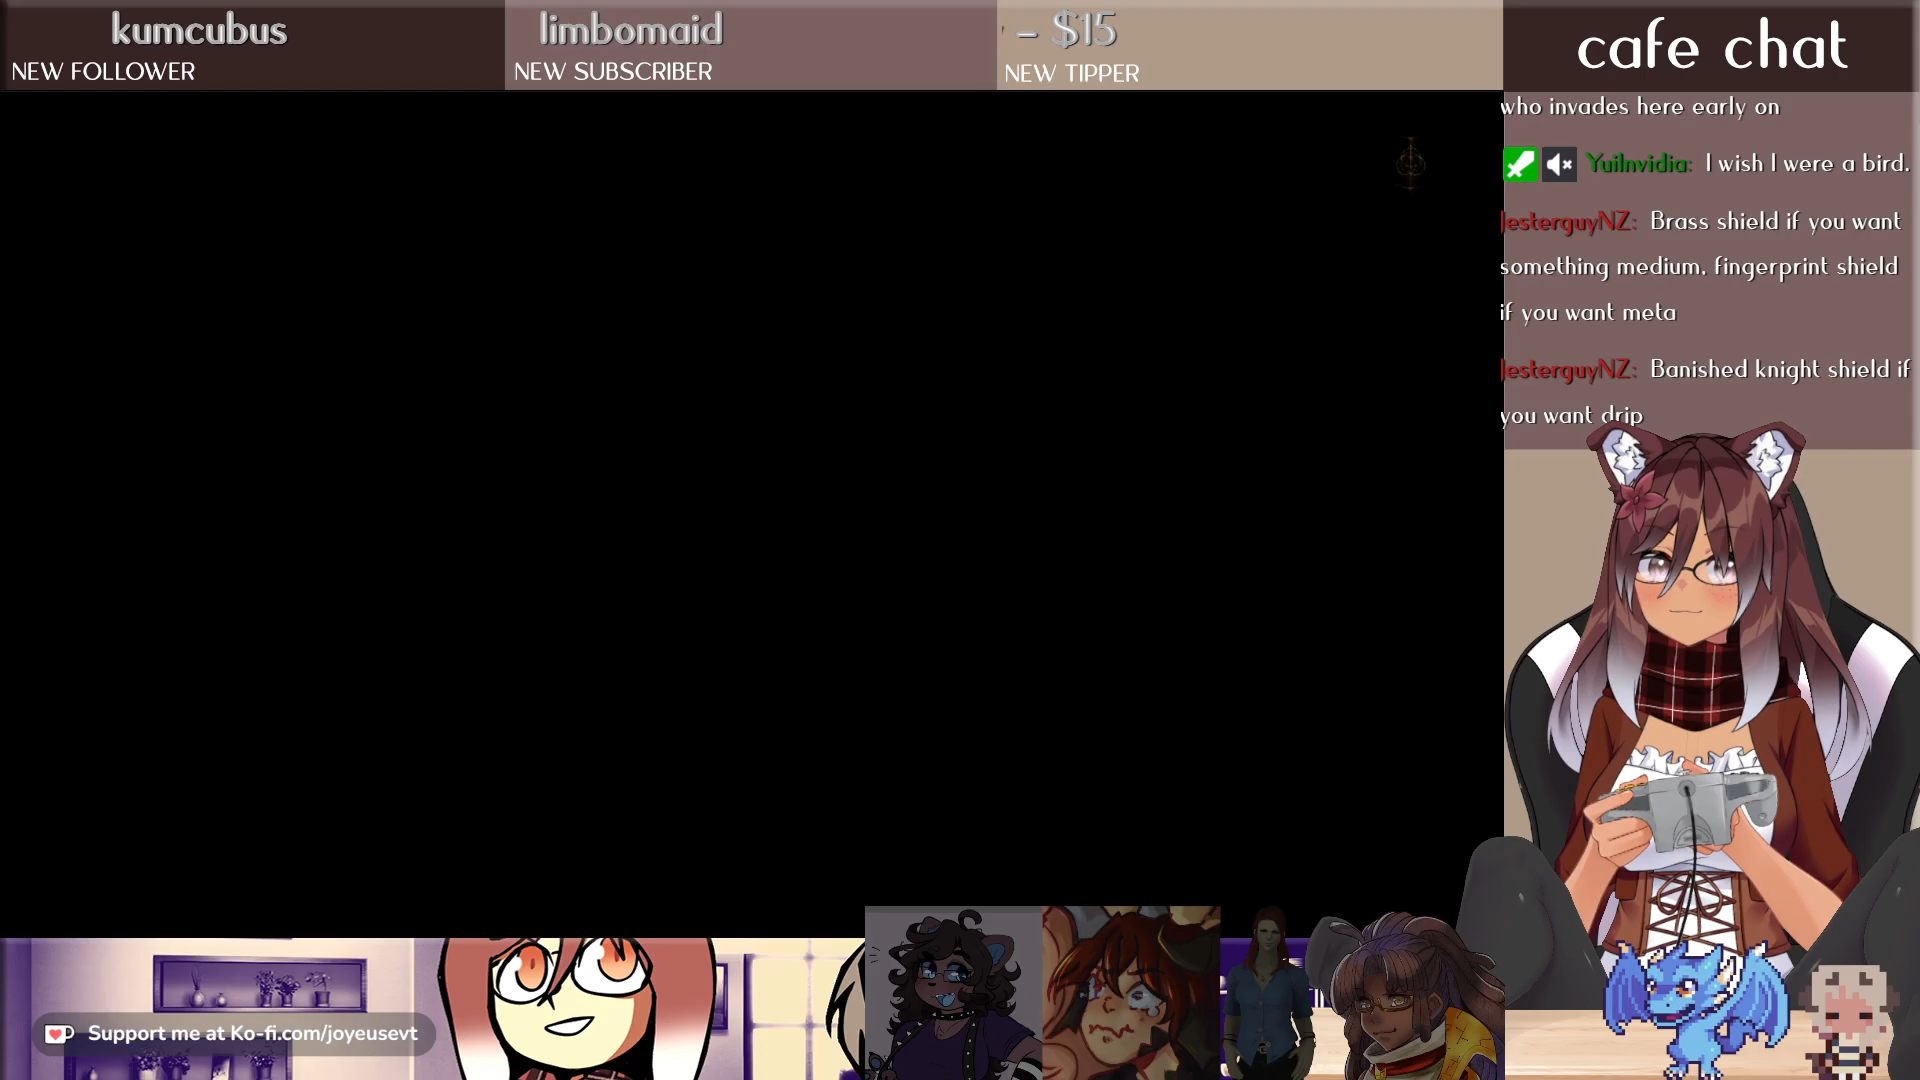 kumcubus
NEW FOLLOWER
limbomaid
NEW SUBSCRIBER
- $15
NEW TIPPER
cafe chat
who invades here early on
YuiInvidia: I wish I were a bird.
JesterguyNZ: Brass shield if you want
something medium, fingerprint shield
if you want meta
JesterguyNZ: Banished knight shield if
you want drip
Support me at Ko-fi.com/joyeusevt